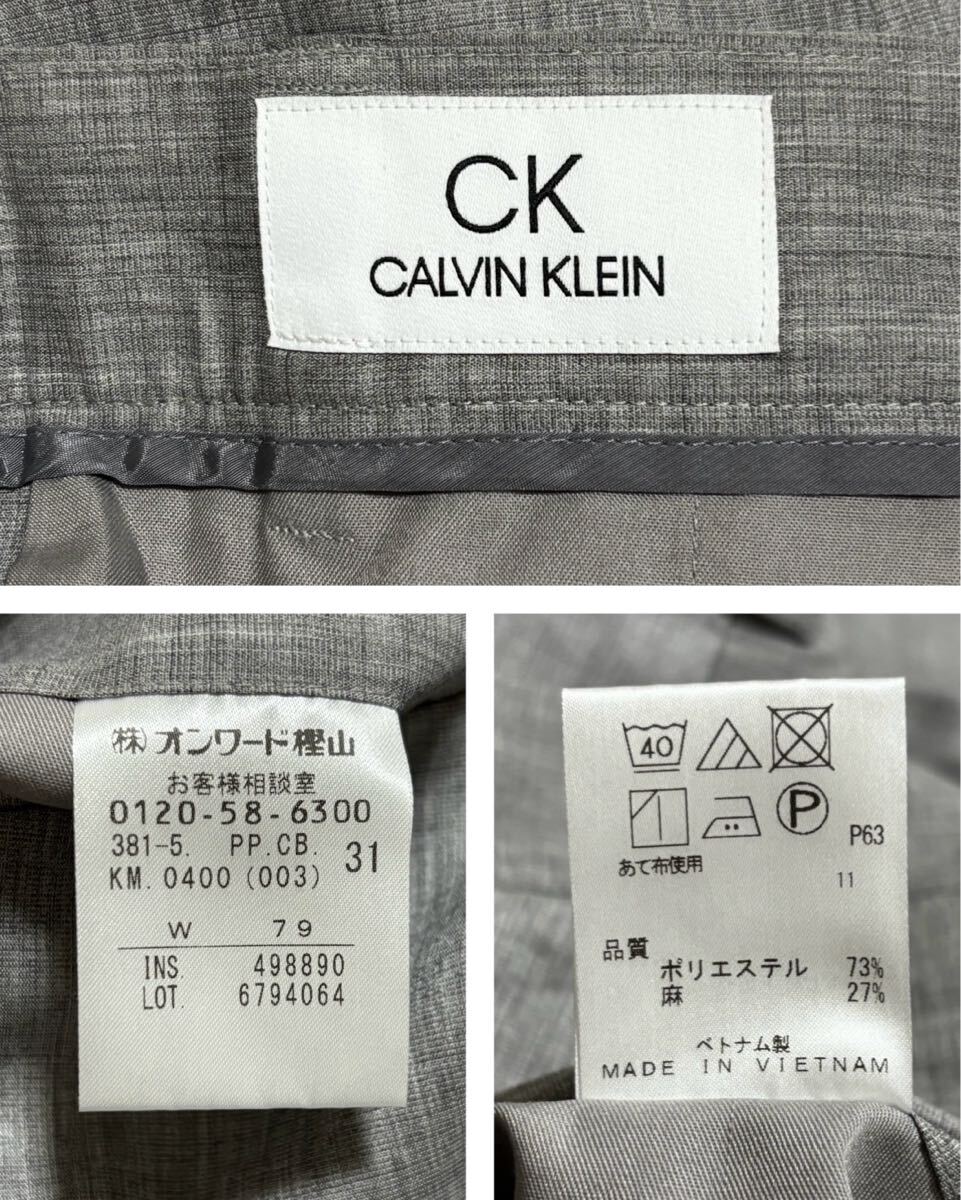 CK
CALVIN KLEIN
(株)オンワード樫山
お客様相談室
0120-58-6300
381-5. PP.CB. 31
KM.0400(003)
W 79
INS. 498890
LOT. 6794064
40
P
P63
あて布使用
11
品質
ポリエステル 73%
麻 27%
ベトナム製
MADE IN VIETNAM